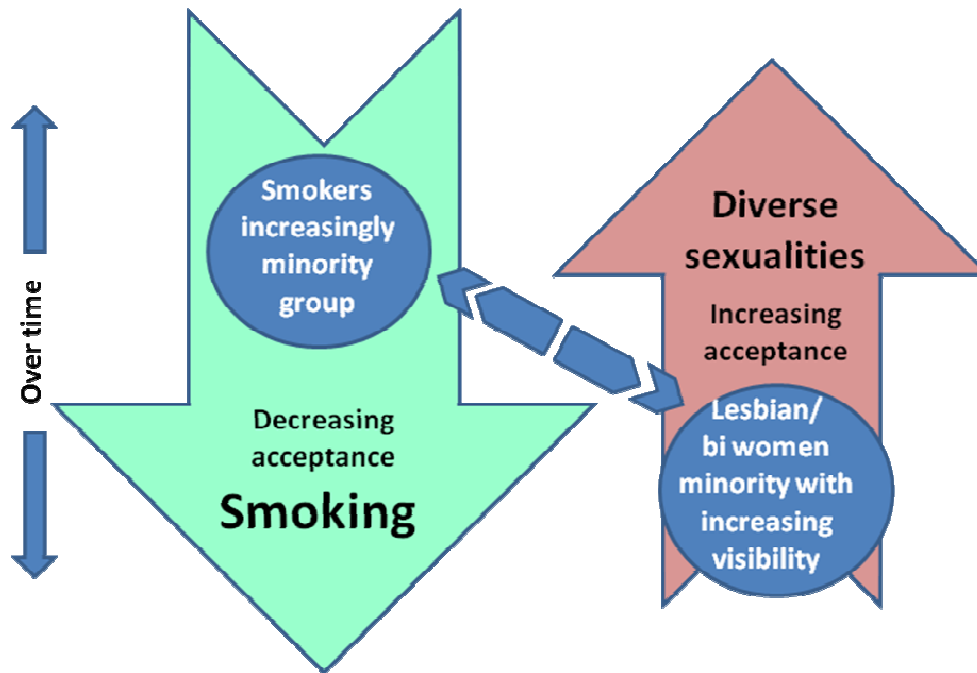 Over time
Smokers
increasingly
minority
group
Decreasing
acceptance
Smoking
Diverse
sexualities
Increasing
acceptance
Lesbian/
bi women
minority with
increasing
visibility